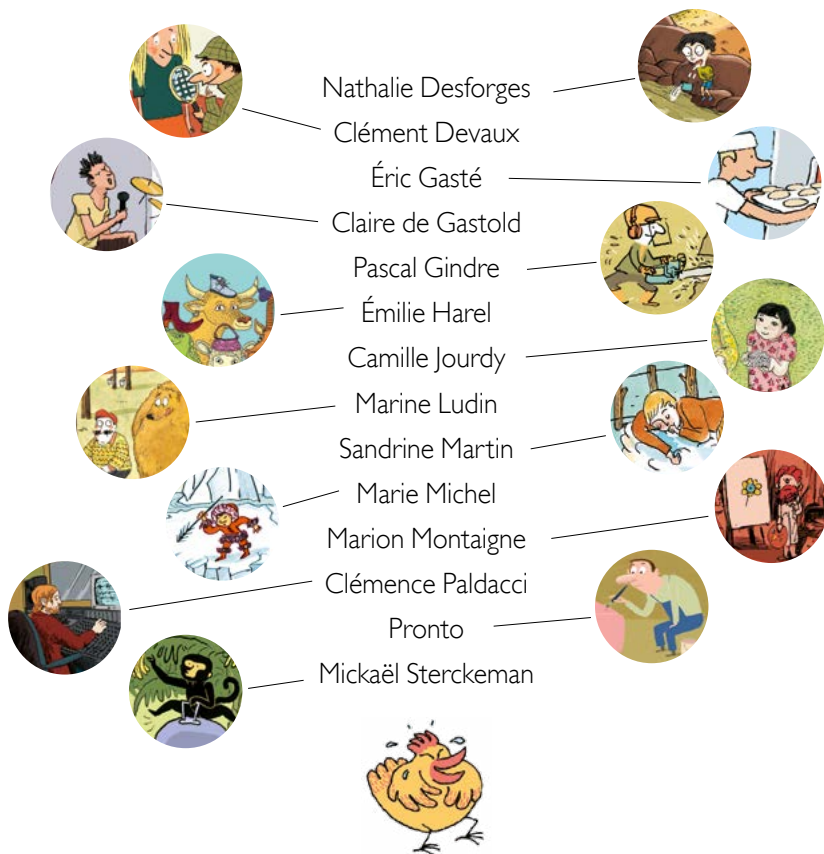 Nathalie Desforges
Clément Devaux
Éric Gasté
Claire de Gastold
Pascal Gindre
Émilie Harel
Camille Jourdy
Marine Ludin
Sandrine Martin
Marie Michel
Marion Montaigne
Clémence Paldacci
Pronto
Mickaël Sterckeman